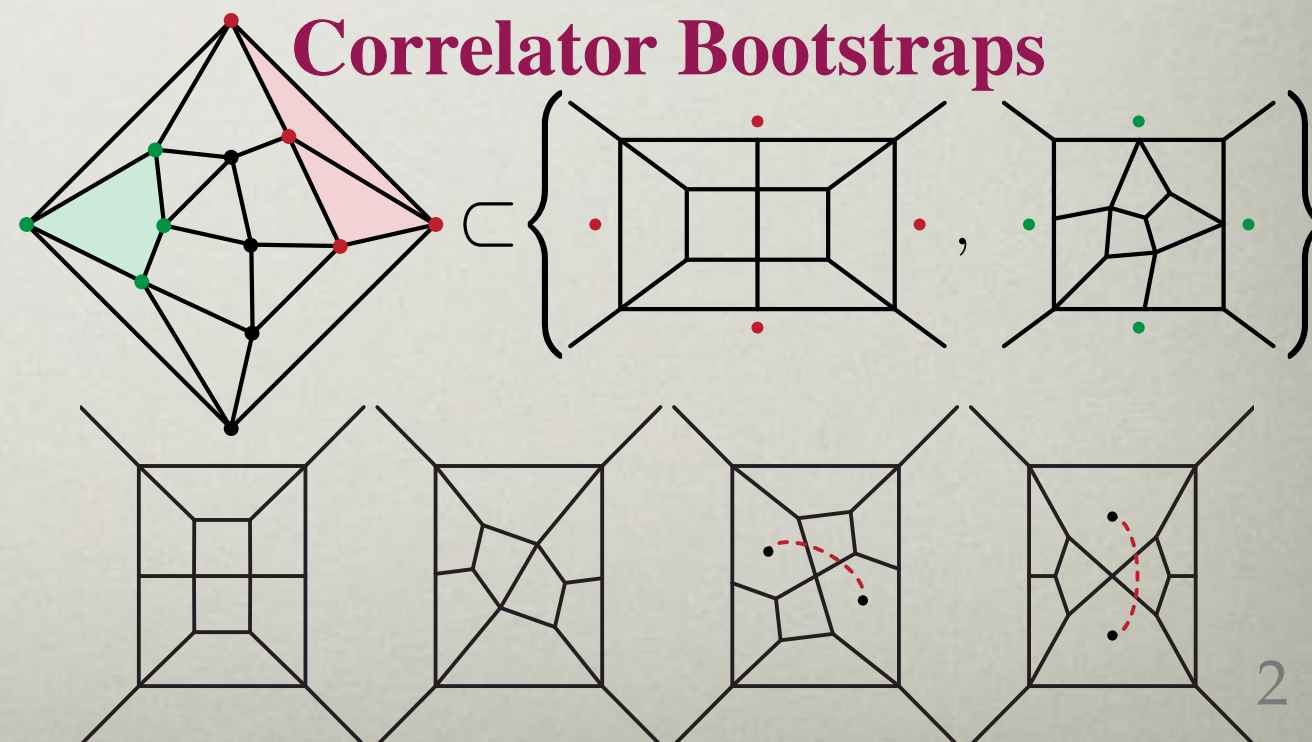 Correlator Bootstraps
⊂ { , }
2